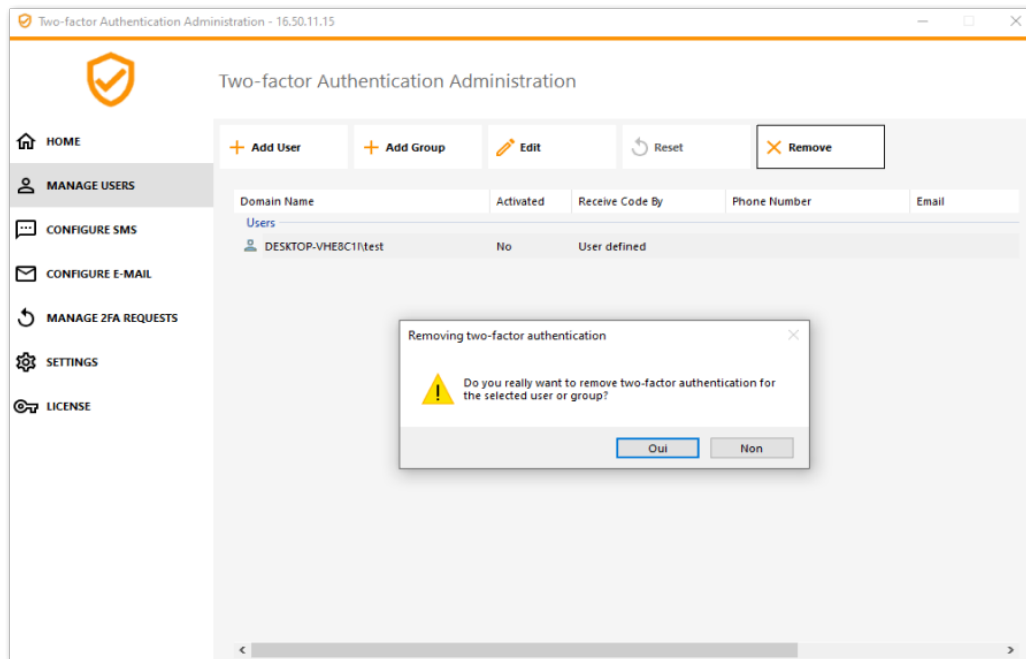 Two-factor Authentication Administration - 16.50.11.15
Two-factor Authentication Administration
HOME
MANAGE USERS
CONFIGURE SMS
CONFIGURE E-MAIL
MANAGE 2FA REQUESTS
SETTINGS
LICENSE
Add User Add Group Edit Reset Remove
Domain Name Activated Receive Code By Phone Number Email
Users
DESKTOP-VHE8C1I\test No User defined
Removing two-factor authentication
Do you really want to remove two-factor authentication for
the selected user or group?
Oui Non